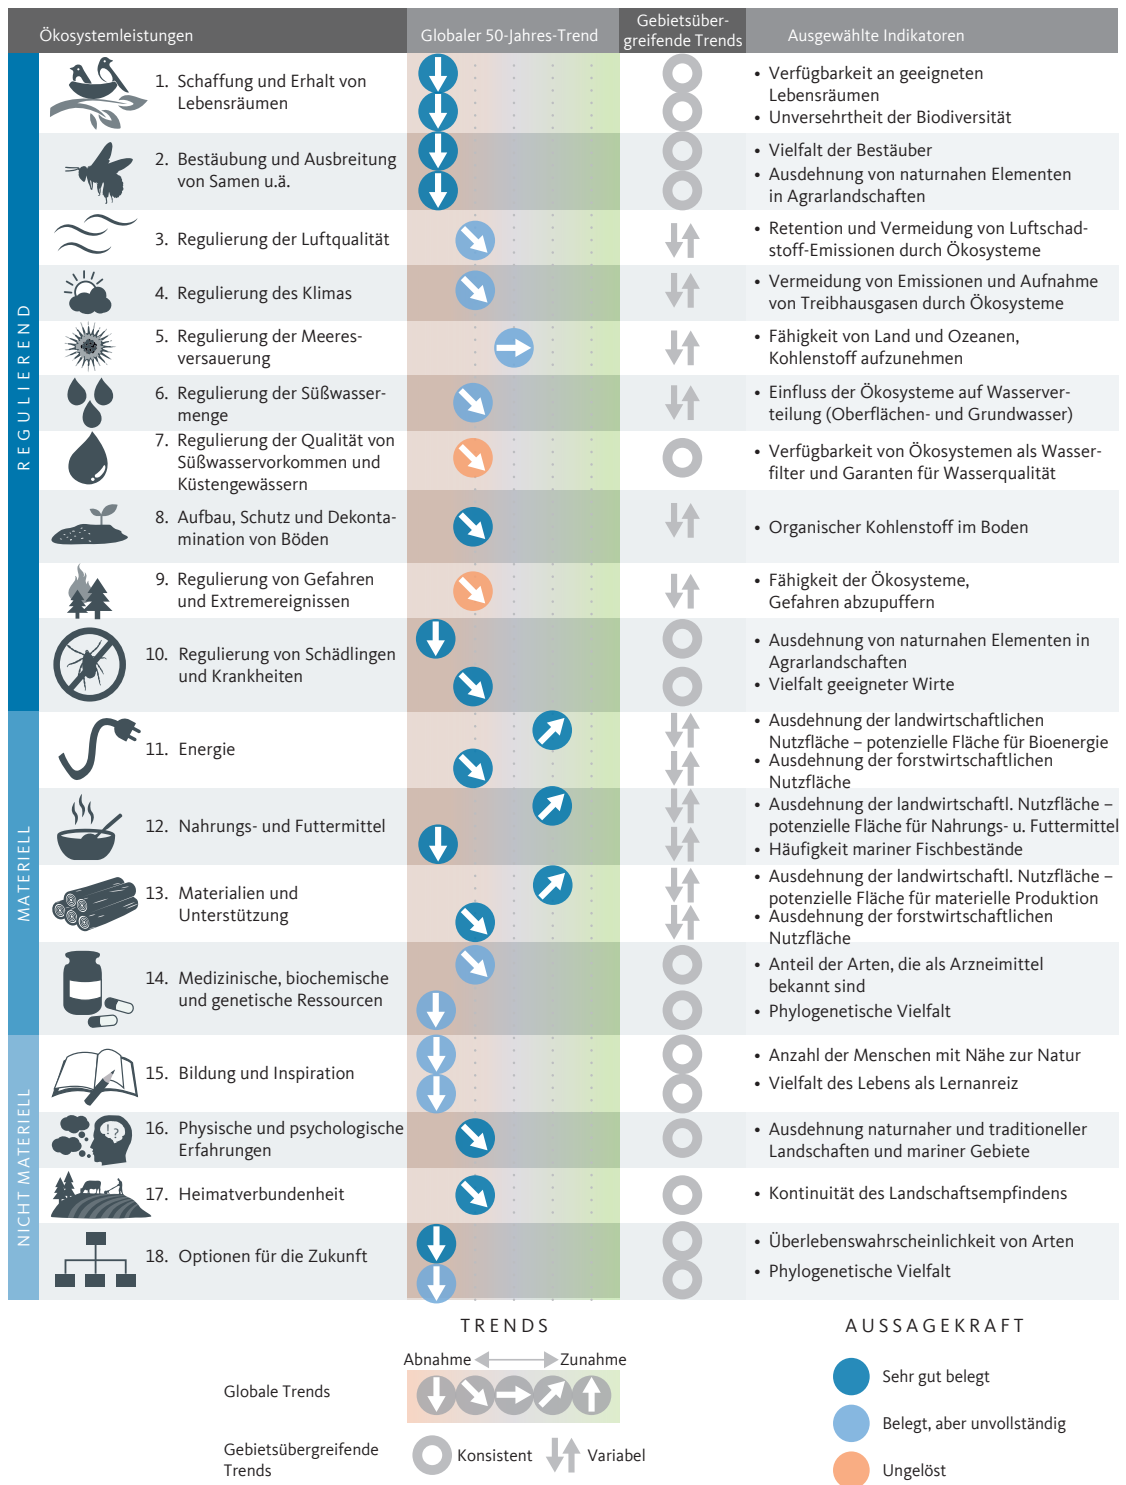 Ökosystemleistungen
Globaler 50-Jahres-Trend
Gebietsüber-
greifende Trends
Ausgewählte Indikatoren
REGULIEREND
1. Schaffung und Erhalt von
Lebensräumen
• Verfügbarkeit an geeigneten
Lebensräumen
• Unversehrtheit der Biodiversität
2. Bestäubung und Ausbreitung
von Samen u.ä.
• Vielfalt der Bestäuber
• Ausdehnung von naturnahen Elementen
in Agrarlandschaften
3. Regulierung der Luftqualität
• Retention und Vermeidung von Luftschad-
stoff-Emissionen durch Ökosysteme
4. Regulierung des Klimas
• Vermeidung von Emissionen und Aufnahme
von Treibhausgasen durch Ökosysteme
5. Regulierung der Meeres-
versauerung
• Fähigkeit von Land und Ozeanen,
Kohlenstoff aufzunehmen
6. Regulierung der Süßwasser-
menge
• Einfluss der Ökosysteme auf Wasserver-
teilung (Oberflächen- und Grundwasser)
7. Regulierung der Qualität von
Süßwasservorkommen und
Küstengewässern
• Verfügbarkeit von Ökosystemen als Wasser-
filter und Garanten für Wasserqualität
8. Aufbau, Schutz und Dekonta-
mination von Böden
• Organischer Kohlenstoff im Boden
9. Regulierung von Gefahren
und Extremereignissen
• Fähigkeit der Ökosysteme,
Gefahren abzupuffern
10. Regulierung von Schädlingen
und Krankheiten
• Ausdehnung von naturnahen Elementen in
Agrarlandschaften
• Vielfalt geeigneter Wirte
MATERIELL
11. Energie
• Ausdehnung der landwirtschaftlichen
Nutzfläche – potenzielle Fläche für Bioenergie
• Ausdehnung der forstwirtschaftlichen
Nutzfläche
12. Nahrungs- und Futtermittel
• Ausdehnung der landwirtschaftl. Nutzfläche –
potenzielle Fläche für Nahrungs- u. Futtermittel
• Häufigkeit mariner Fischbestände
13. Materialien und
Unterstützung
• Ausdehnung der landwirtschaftl. Nutzfläche –
potenzielle Fläche für materielle Produktion
• Ausdehnung der forstwirtschaftlichen
Nutzfläche
14. Medizinische, biochemische
und genetische Ressourcen
• Anteil der Arten, die als Arzneimittel
bekannt sind
• Phylogenetische Vielfalt
NICHT MATERIELL
15. Bildung und Inspiration
• Anzahl der Menschen mit Nähe zur Natur
• Vielfalt des Lebens als Lernanreiz
!?
16. Physische und psychologische
Erfahrungen
• Ausdehnung naturnaher und traditioneller
Landschaften und mariner Gebiete
17. Heimatverbundenheit
• Kontinuität des Landschaftsempfindens
18. Optionen für die Zukunft
• Überlebenswahrscheinlichkeit von Arten
• Phylogenetische Vielfalt
TRENDS
Abnahme
Zunahme
Globale Trends
Gebietsübergreifende
Trends
Konsistent
Variabel
AUSSAGEKRAFT
Sehr gut belegt
Belegt, aber unvollständig
Ungelöst